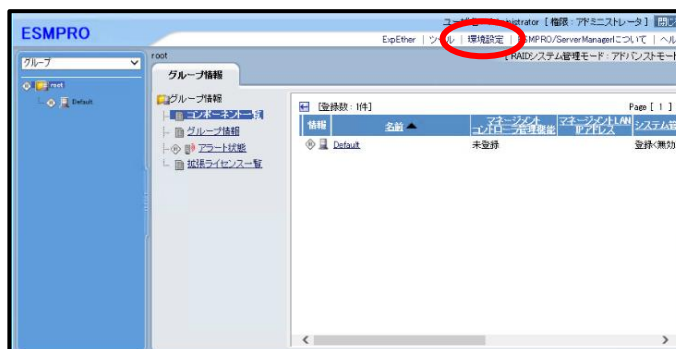 ユーザ名 : Administrator [ 権限 : アドミニストレータ ] 閉じ
ESMPRO
ExpEther | ツール | 環境設定 | ESMPRO/ServerManagerについて | ヘル
[ RAIDシステム管理モード : アドバンストモート
グループ
root
root
Default
グループ情報
グループ情報
コンポーネント一覧
グループ情報
アラート状態
拡張ライセンス一覧
[登録数 : 1件]
Page [ 1 ]
情報 名前 マネージメントコントローラ管理機能 マネージメントLAN IPアドレス システム管
Default 未登録 登録<無効